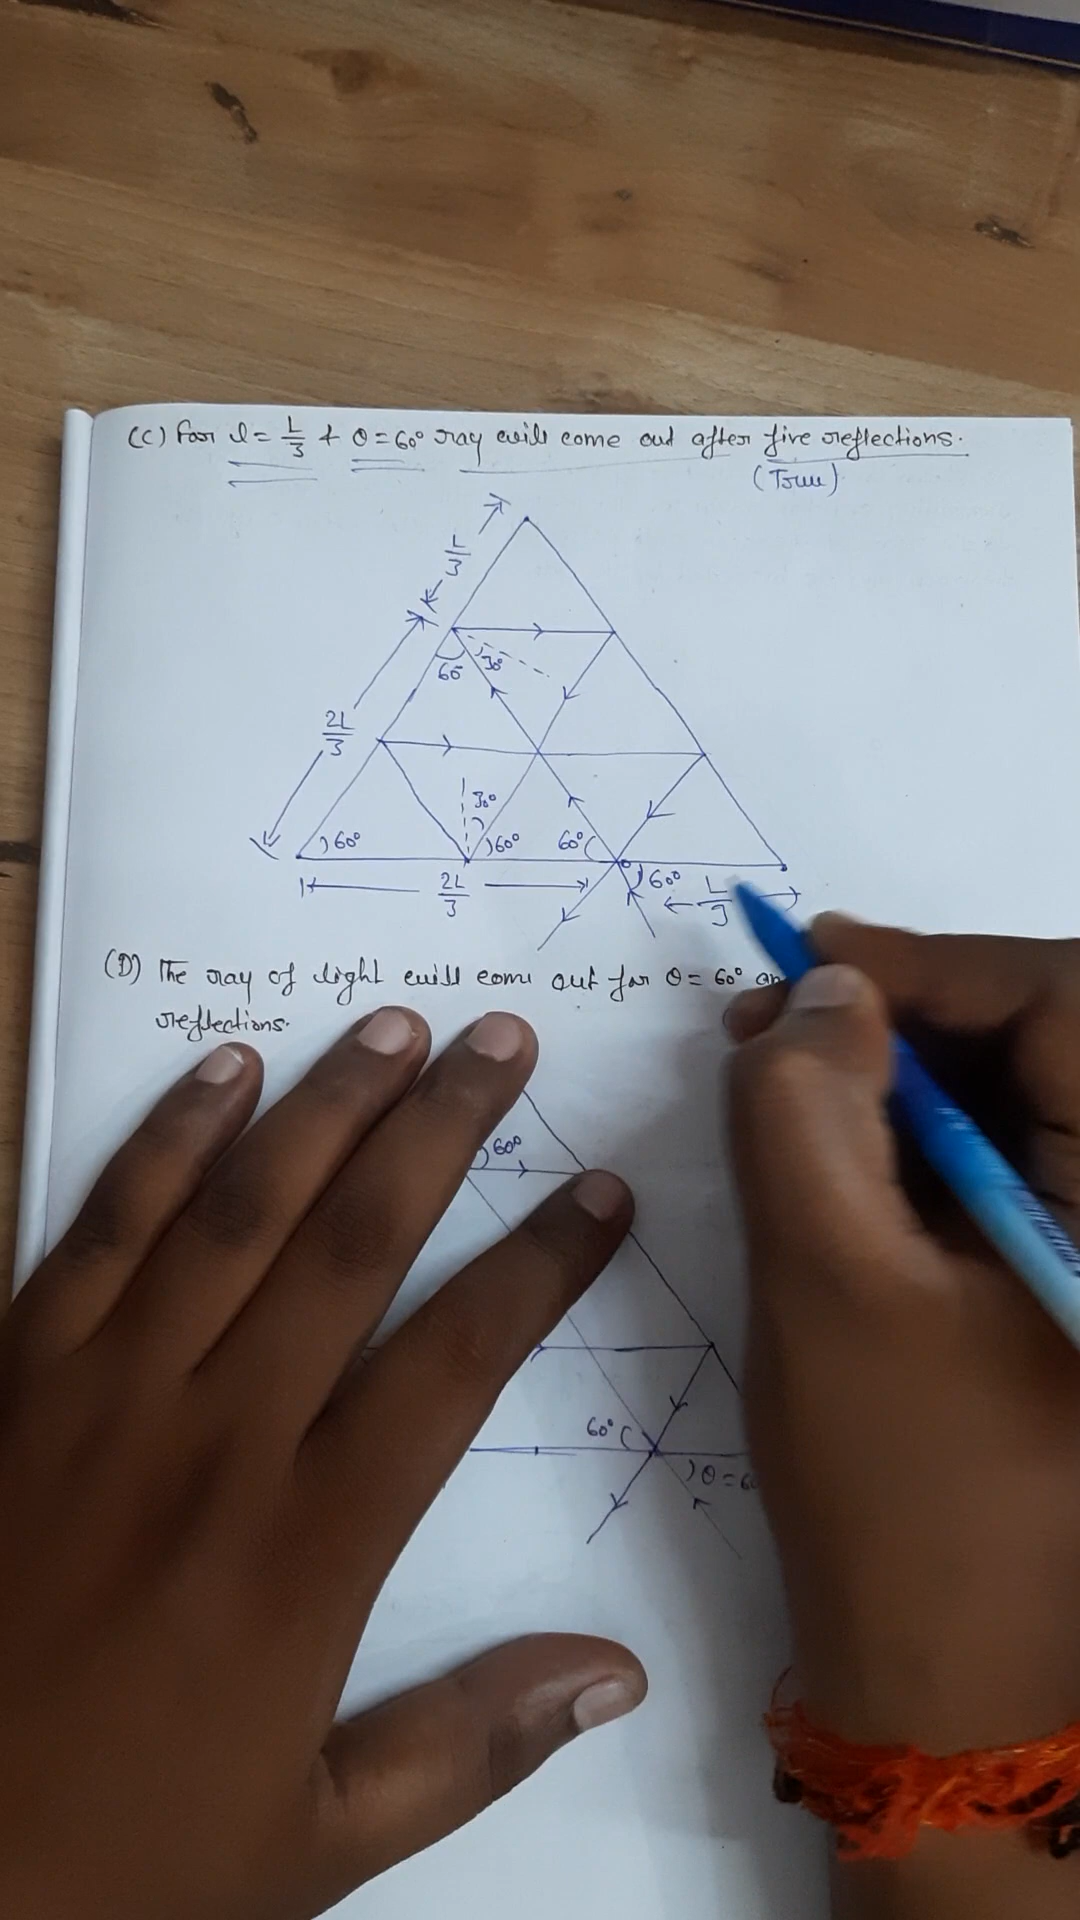 (C) For l = L/3 & θ = 60° ray will come out after five reflections.
(True)
L/3
60
30°
2L/3
30°
60°
60°
60°
60°
2L/3
L/3
(D) The ray of light will come out for θ = 60° an
reflections.
60°
60°
θ = 60